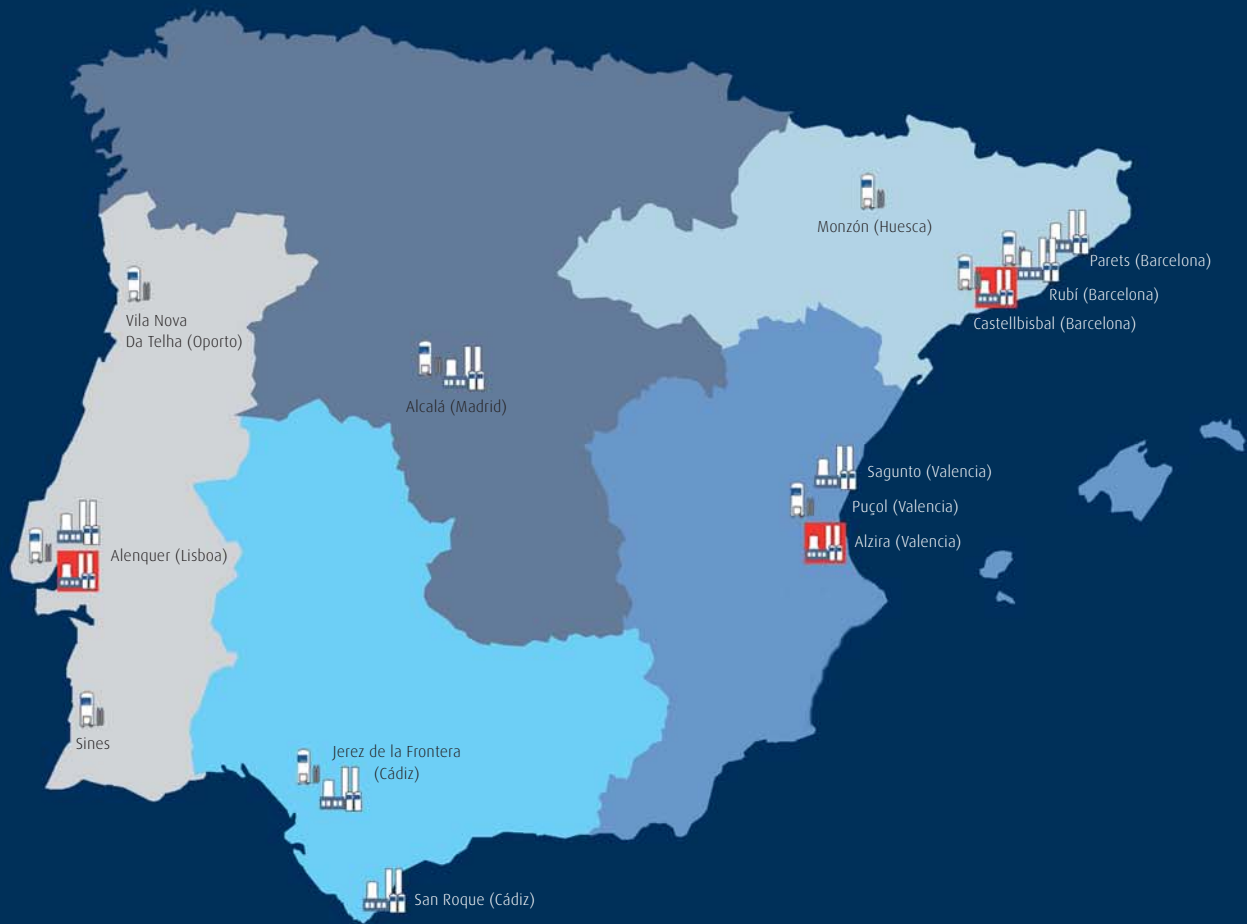 Monzón (Huesca)
Parets (Barcelona)
Rubí (Barcelona)
Castellbisbal (Barcelona)
Vila Nova
Da Telha (Oporto)
Alcalá (Madrid)
Sagunto (Valencia)
Puçol (Valencia)
Alzira (Valencia)
Alenquer (Lisboa)
Sines
Jerez de la Frontera
(Cádiz)
San Roque (Cádiz)